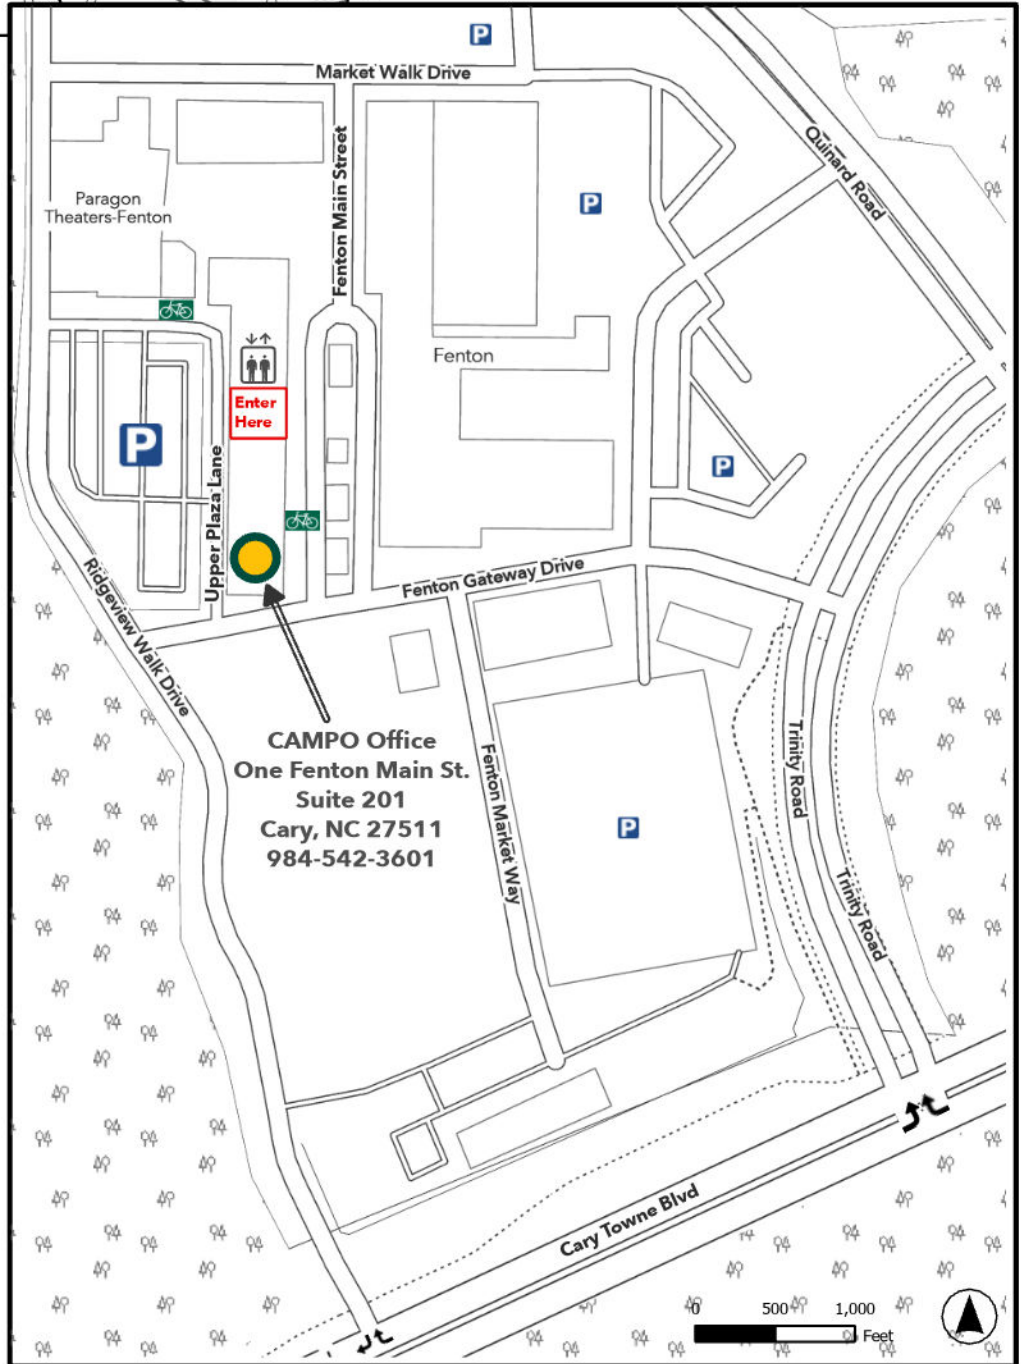 P
Market Walk Drive
Quinard Road
Fenton Main Street
Paragon
Theaters-Fenton
P
Fenton
Enter
Here
P
P
Upper Plaza Lane
Ridgeview Walk Drive
Fenton Gateway Drive
CAMPO Office
One Fenton Main St.
Suite 201
Cary, NC 27511
984-542-3601
Fenton Market Way
P
Trinity Road
Trinity Road
Cary Towne Blvd
0 500 1,000
Feet